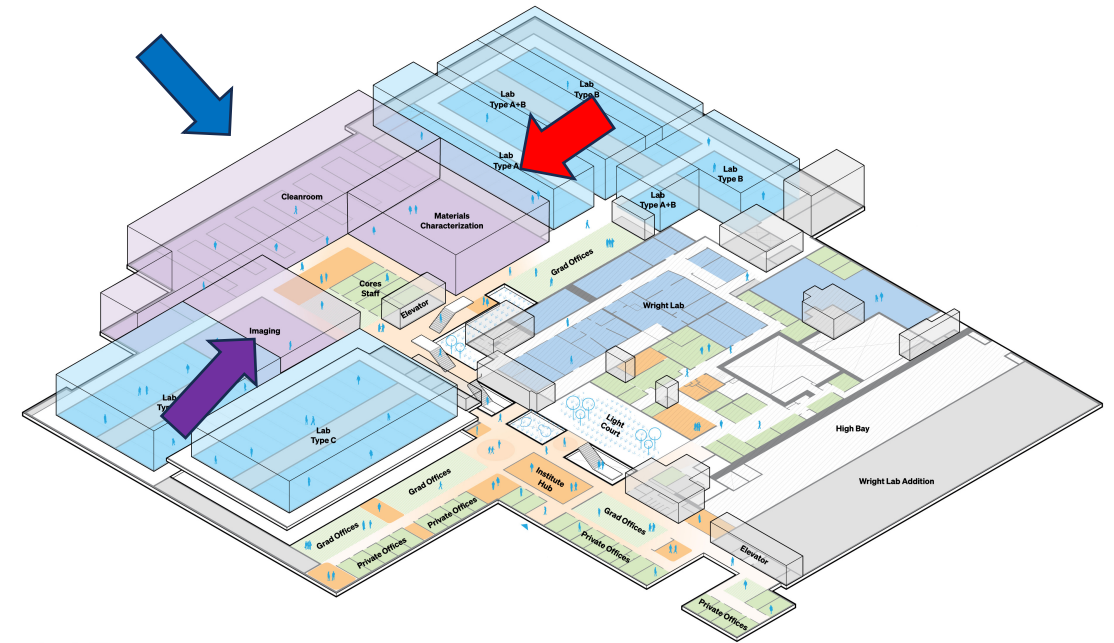 Lab
Type B
Lab
Type A+B
Lab
Type A
Lab
Type B
Lab
Type A+B
Cleanroom
Materials
Characterization
Grad Offices
Cores
Staff
Elevator
Wright Lab
Imaging
Lab
Lab
Type C
Light
Court
High Bay
Wright Lab Addition
Institute
Hub
Grad Offices
Private Offices
Grad Offices
Private Offices
Grad Offices
Private Offices
Elevator
Private Offices